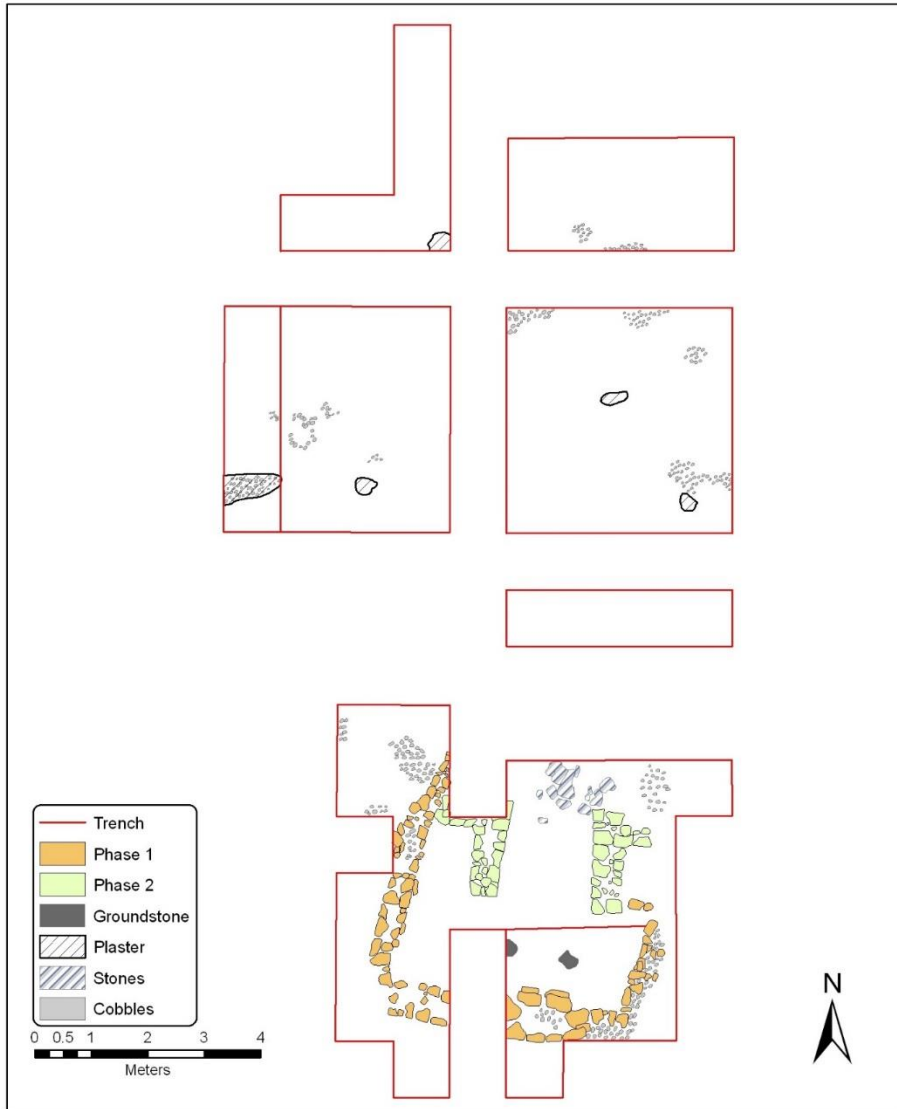 Trench
Phase 1
Phase 2
Groundstone
Plaster
Stones
Cobbles
0 0.5 1 2 3 4
Meters
N